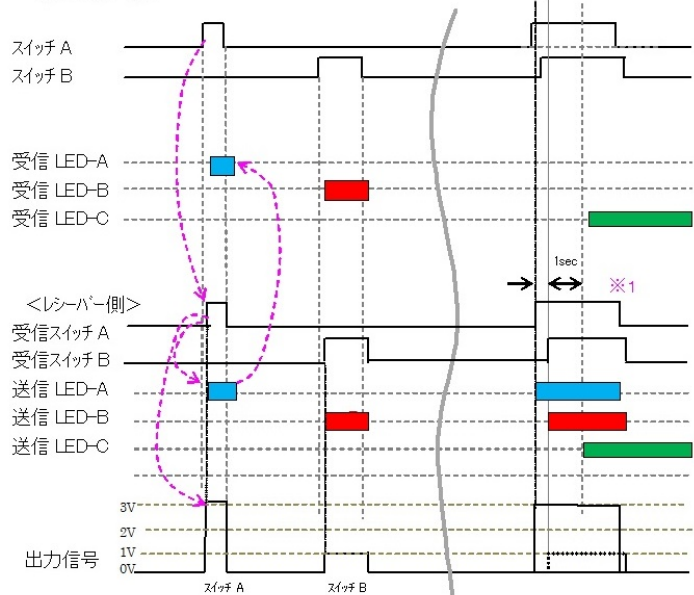 スイッチ A
スイッチ B
受信 LED-A
受信 LED-B
受信 LED-C
1sec
※1
<レシーバー側>
受信スイッチ A
受信スイッチ B
送信 LED-A
送信 LED-B
送信 LED-C
3V
2V
1V
出力信号
0V
スイッチ A
スイッチ B